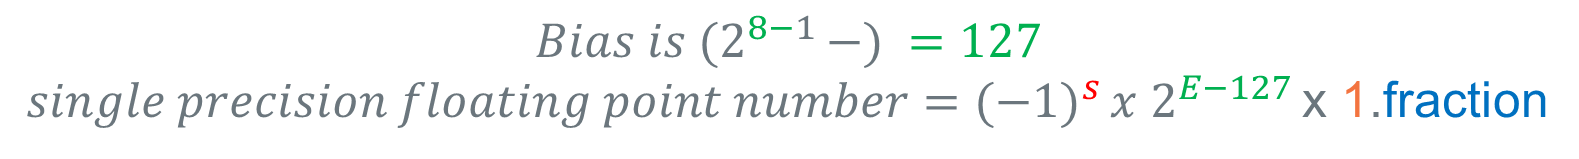 Bias is (2^{8−1} −) = 127
single precision floating point number = (−1)^{s} x 2^{E−127} x 1.fraction